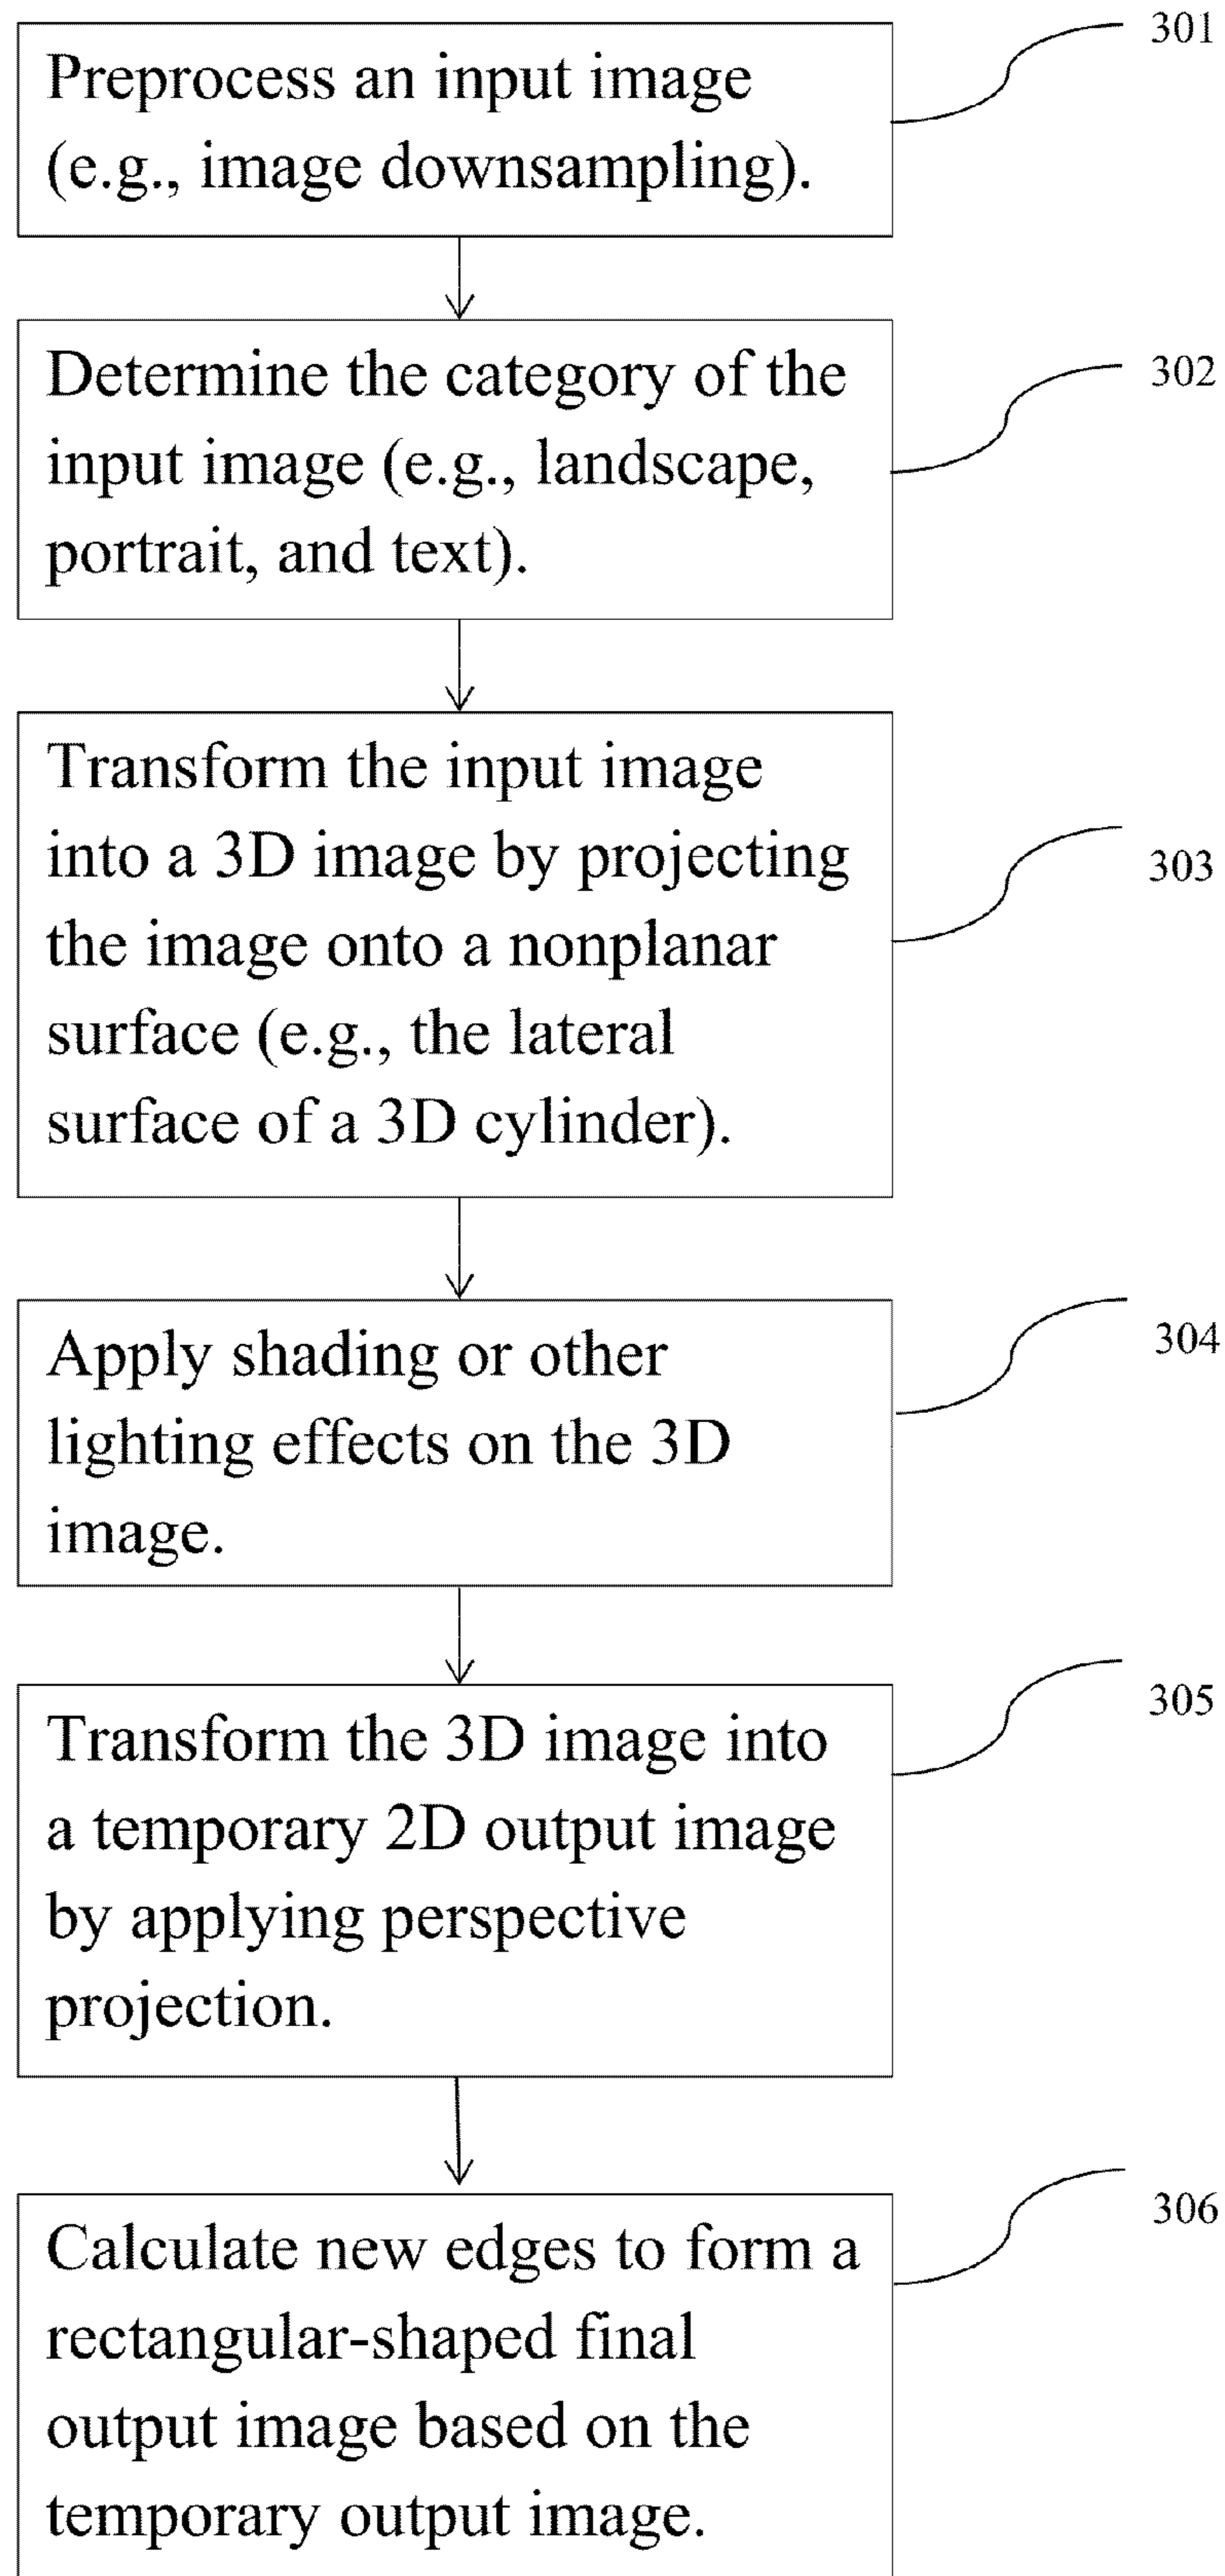 Preprocess an input image
(e.g., image downsampling).
301
Determine the category of the
input image (e.g., landscape,
portrait, and text).
302
Transform the input image
into a 3D image by projecting
the image onto a nonplanar
surface (e.g., the lateral
surface of a 3D cylinder).
303
Apply shading or other
lighting effects on the 3D
image.
304
Transform the 3D image into
a temporary 2D output image
by applying perspective
projection.
305
Calculate new edges to form a
rectangular-shaped final
output image based on the
temporary output image.
306